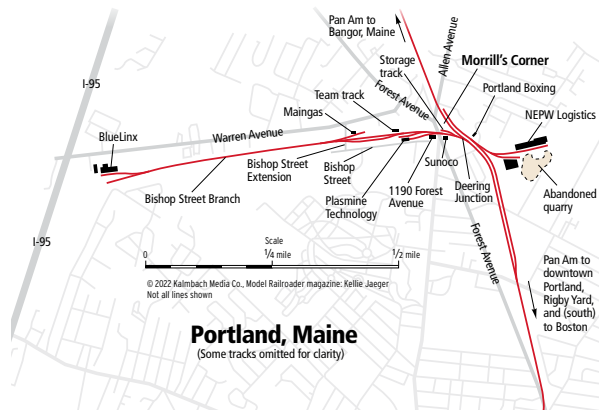 Pan Am to
Bangor, Maine
Allen Avenue
Storage
track
Morrill's Corner
I-95
Forest Avenue
Portland Boxing
Team track
NEPW Logistics
Maingas
Warren Avenue
BlueLinx
Bishop Street
Extension
Bishop
Street
Sunoco
Plasmine
Technology
1190 Forest
Avenue
Deering
Junction
Abandoned
quarry
Bishop Street Branch
Forest Avenue
I-95
Scale
0
1/4 mile
1/2 mile
Pan Am to
downtown
Portland,
Rigby Yard,
and (south)
to Boston
© 2022 Kalmbach Media Co., Model Railroader magazine: Kellie Jaeger
Not all lines shown
Portland, Maine
(Some tracks omitted for clarity)